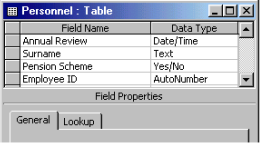 Personnel : Table
Field Name Data Type
Annual Review Date/Time
Surname Text
Pension Scheme Yes/No
Employee ID AutoNumber
Field Properties
General Lookup